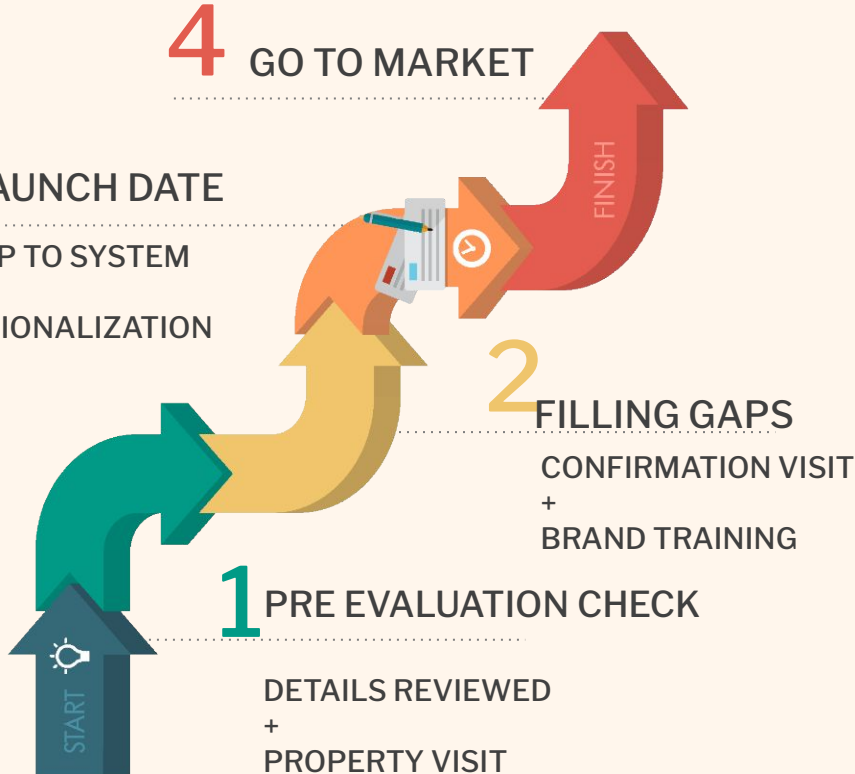 4 GO TO MARKET
FINISH
AUNCH DATE
P TO SYSTEM
IONALIZATION
2
FILLING GAPS
CONFIRMATION VISIT
+
BRAND TRAINING
1 PRE EVALUATION CHECK
DETAILS REVIEWED
+
PROPERTY VISIT
START